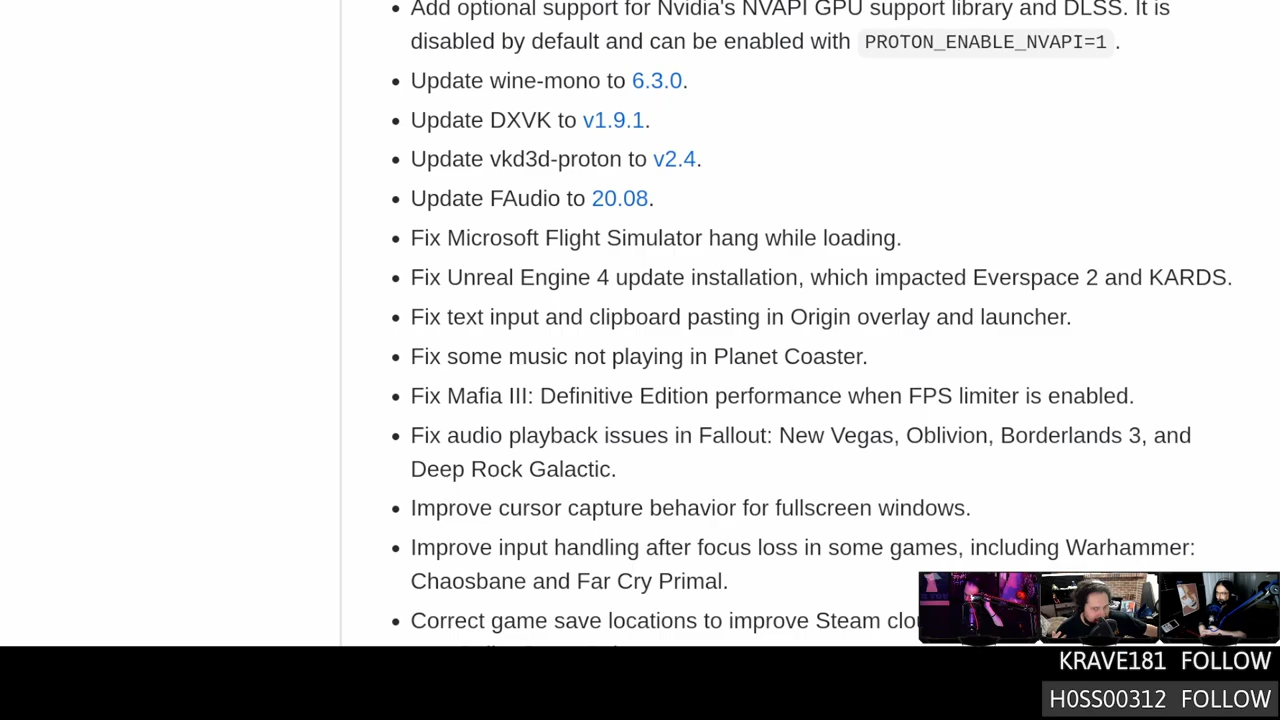 Add optional support for Nvidia's NVAPI GPU support library and DLSS. It is
disabled by default and can be enabled with PROTON_ENABLE_NVAPI=1 .
Update wine-mono to 6.3.0.
Update DXVK to v1.9.1.
Update vkd3d-proton to v2.4.
Update FAudio to 20.08.
Fix Microsoft Flight Simulator hang while loading.
Fix Unreal Engine 4 update installation, which impacted Everspace 2 and KARDS.
Fix text input and clipboard pasting in Origin overlay and launcher.
Fix some music not playing in Planet Coaster.
Fix Mafia III: Definitive Edition performance when FPS limiter is enabled.
Fix audio playback issues in Fallout: New Vegas, Oblivion, Borderlands 3, and
Deep Rock Galactic.
Improve cursor capture behavior for fullscreen windows.
Improve input handling after focus loss in some games, including Warhammer:
Chaosbane and Far Cry Primal.
Correct game save locations to improve Steam clou
KRAVE181 FOLLOW
H0SS00312 FOLLOW